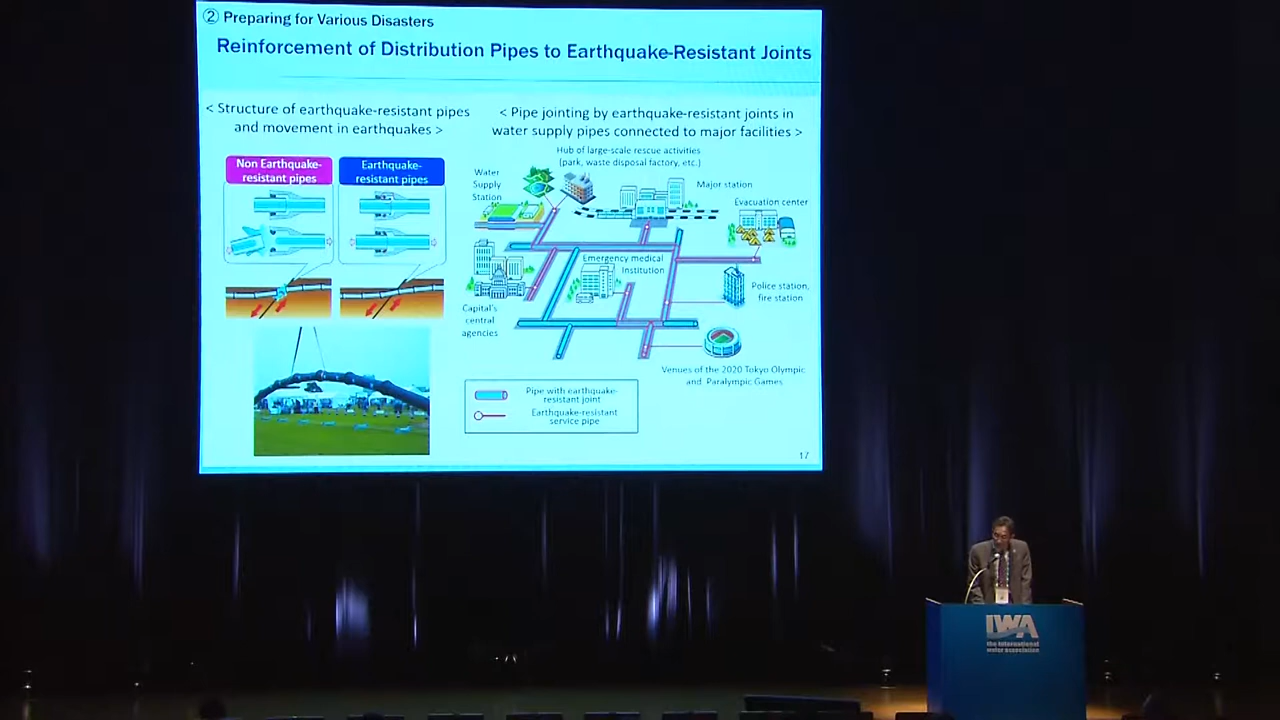 ② Preparing for Various Disasters
Reinforcement of Distribution Pipes to Earthquake-Resistant Joints
< Structure of earthquake-resistant pipes
and movement in earthquakes >
Non Earthquake-
resistant pipes
Earthquake-
resistant pipes
< Pipe jointing by earthquake-resistant joints in
water supply pipes connected to major facilities >
Hub of large-scale rescue activities
(park, waste disposal factory, etc.)
Water
Supply
Station
Major station
Evacuation center
Emergency medical
Institution
Police station,
fire station
Capital's
central
agencies
Venues of the 2020 Tokyo Olympic
and Paralympic Games
Pipe with earthquake-
resistant joint
Earthquake-resistant
service pipe
17
IWA
the international
water association